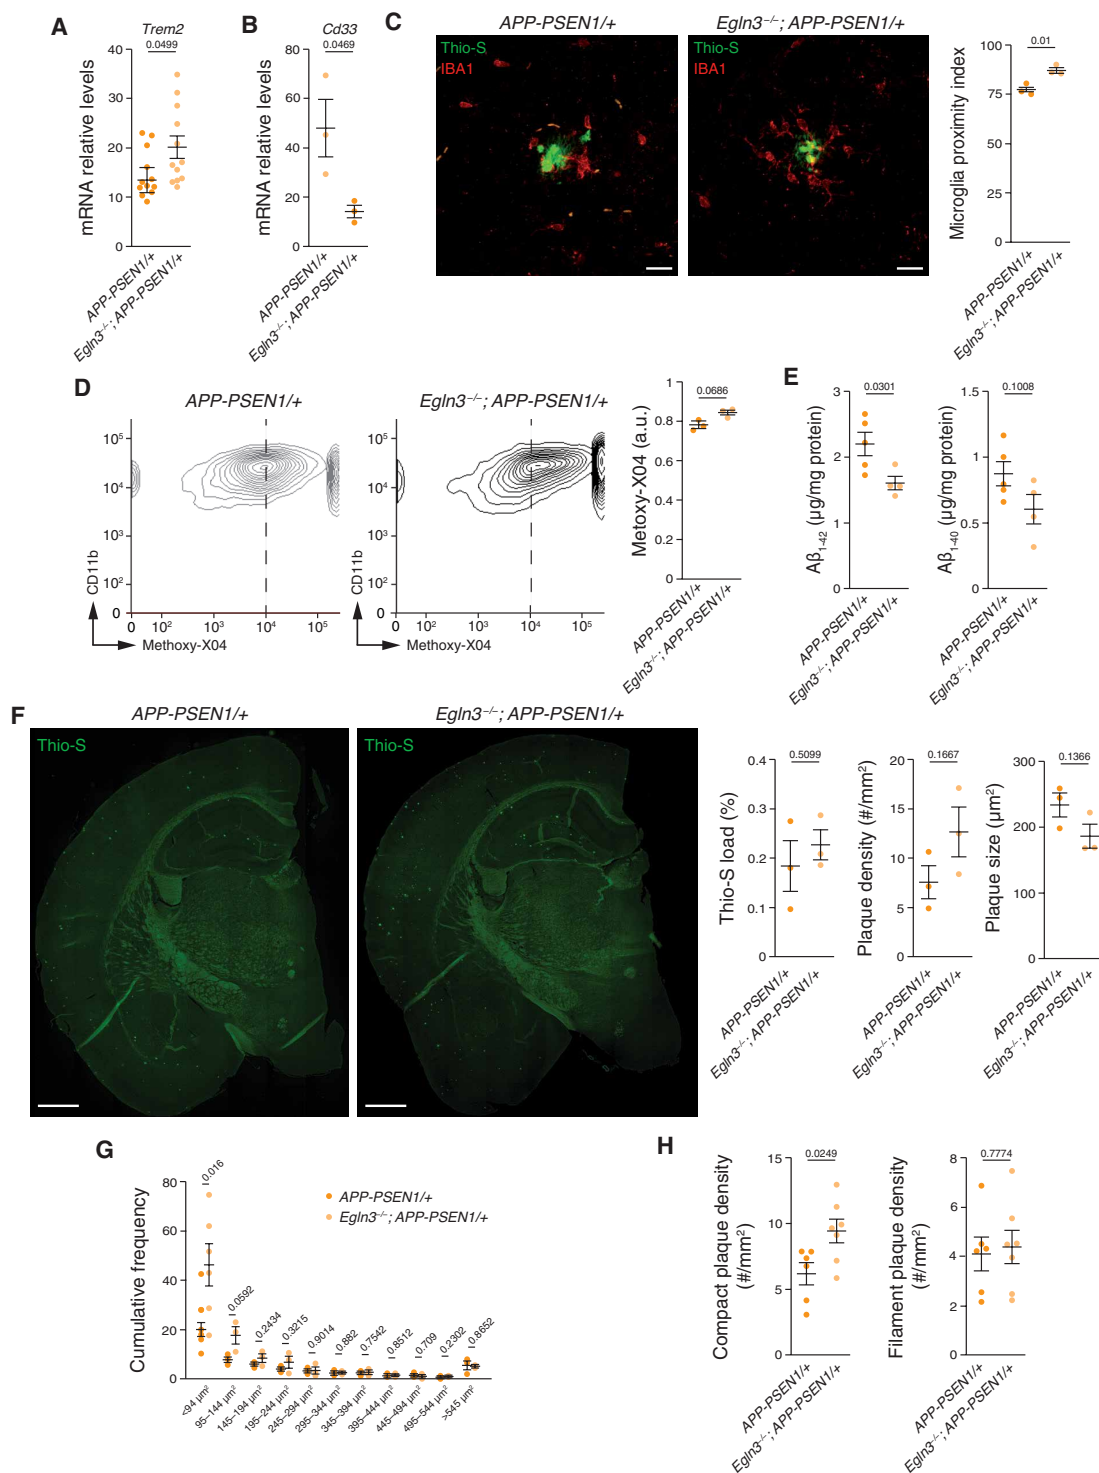 A
Trem2
0.0499
mRNA relative levels
40
30
20
10
0
APP-PSEN1/+
Egln3⁻/⁻; APP-PSEN1/+
B
Cd33
0.0469
mRNA relative levels
80
60
40
20
0
APP-PSEN1/+
Egln3⁻/⁻; APP-PSEN1/+
C
APP-PSEN1/+
Thio-S
IBA1
Egln3⁻/⁻; APP-PSEN1/+
Thio-S
IBA1
Microglia proximity index
0.01
100
75
50
25
0
APP-PSEN1/+
Egln3⁻/⁻; APP-PSEN1/+
D
APP-PSEN1/+
10⁵
10⁴
10³
10²
0
CD11b
0 10² 10³ 10⁴ 10⁵
Methoxy-X04
Egln3⁻/⁻; APP-PSEN1/+
10⁵
10⁴
10³
10²
0
CD11b
0 10² 10³ 10⁴ 10⁵
Methoxy-X04
Metoxy-X04 (a.u.)
0.0686
1
0.8
0.6
0.4
0.2
0
APP-PSEN1/+
Egln3⁻/⁻; APP-PSEN1/+
E
Aβ₁₋₄₂ (µg/mg protein)
0.0301
3
2
1
0
APP-PSEN1/+
Egln3⁻/⁻; APP-PSEN1/+
Aβ₁₋₄₀ (µg/mg protein)
0.1008
1.5
1
0.5
0
APP-PSEN1/+
Egln3⁻/⁻; APP-PSEN1/+
F
APP-PSEN1/+
Thio-S
Egln3⁻/⁻; APP-PSEN1/+
Thio-S
Thio-S load (%)
0.5099
0.4
0.3
0.2
0.1
0
APP-PSEN1/+
Egln3⁻/⁻; APP-PSEN1/+
Plaque density (#/mm²)
0.1667
20
15
10
5
0
APP-PSEN1/+
Egln3⁻/⁻; APP-PSEN1/+
Plaque size (µm²)
0.1366
300
200
100
0
APP-PSEN1/+
Egln3⁻/⁻; APP-PSEN1/+
G
Cumulative frequency
80
60
40
20
0
0.016
0.0592
0.2434
0.3215
0.9014
0.882
0.7542
0.8512
0.709
0.2302
0.8652
APP-PSEN1/+
Egln3⁻/⁻; APP-PSEN1/+
<94 µm²
95–144 µm²
145–194 µm²
195–244 µm²
245–294 µm²
295–344 µm²
345–394 µm²
395–444 µm²
445–494 µm²
495–544 µm²
>545 µm²
H
Compact plaque density
(#/mm²)
0.0249
15
10
5
0
APP-PSEN1/+
Egln3⁻/⁻; APP-PSEN1/+
Filament plaque density
(#/mm²)
0.7774
8
6
4
2
0
APP-PSEN1/+
Egln3⁻/⁻; APP-PSEN1/+